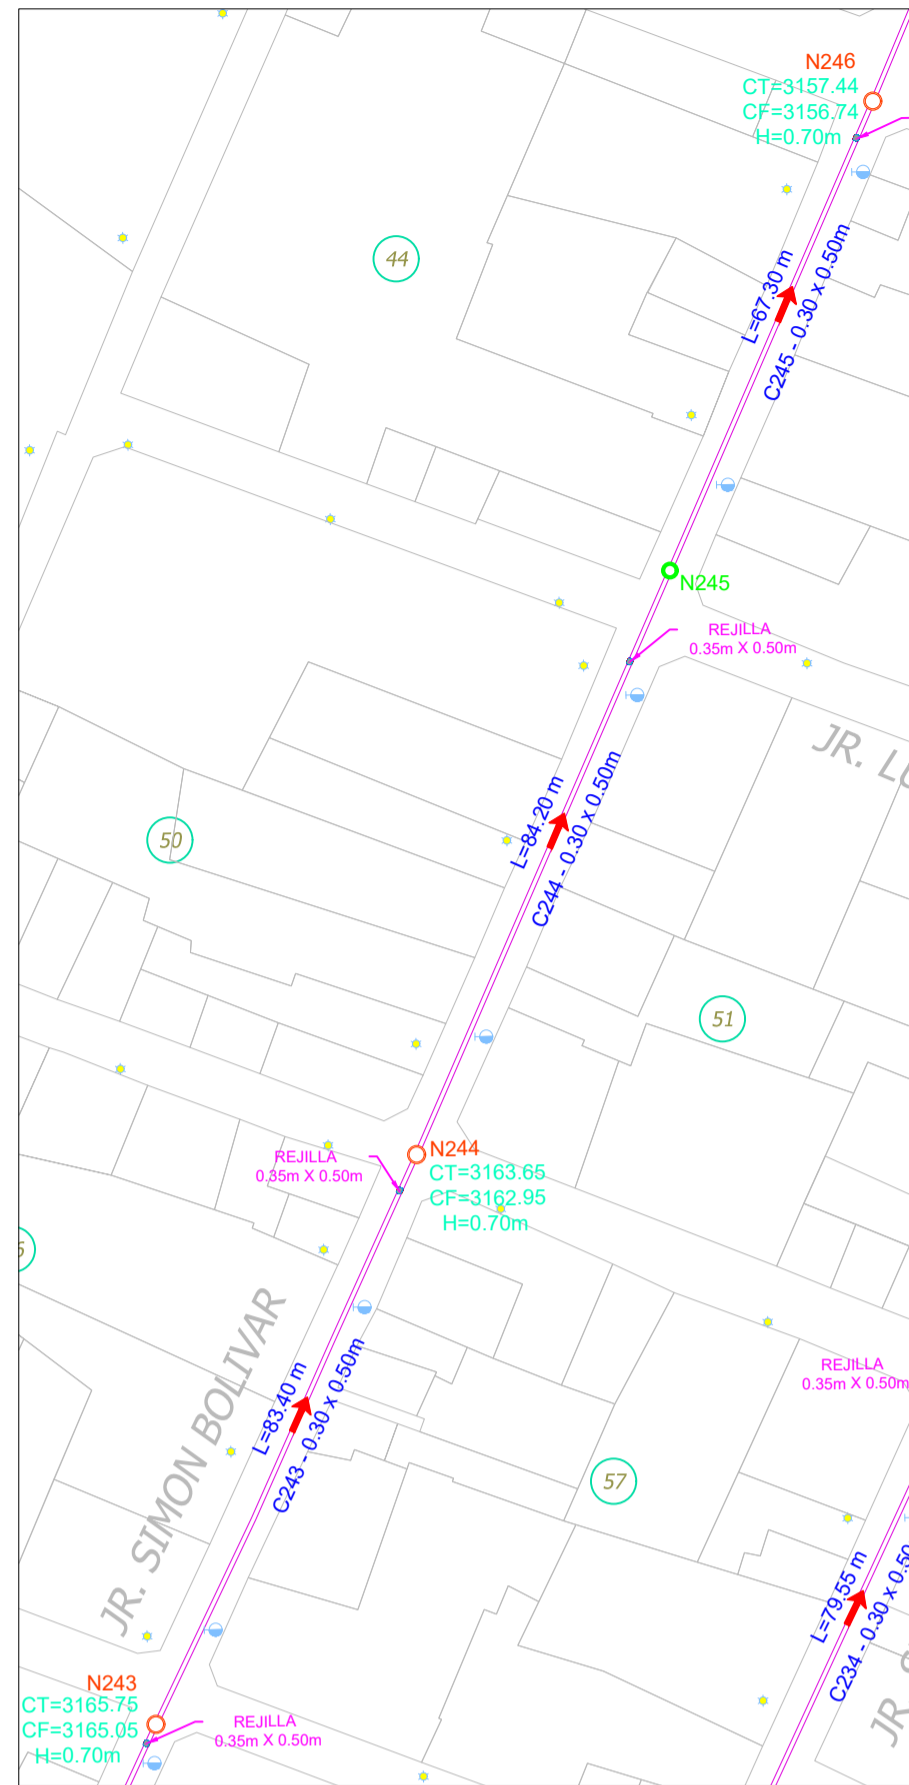 N246
CT=3157.44
CF=3156.74
H=0.70m
44
L=67.30 m
C245 - 0.30 x 0.50m
N245
REJILLA
0.35m X 0.50m
JR. LU
L=84.20 m
C244 - 0.30 x 0.50m
50
51
N244
CT=3163.65
CF=3162.95
H=0.70m
REJILLA
0.35m X 0.50m
JR. SIMON BOLIVAR
L=83.40 m
C243 - 0.30 x 0.50m
REJILLA
0.35m X 0.50m
57
L=79.55 m
C234 - 0.30 x 0.50
JR.
N243
CT=3165.75
CF=3165.05
H=0.70m
REJILLA
0.35m X 0.50m